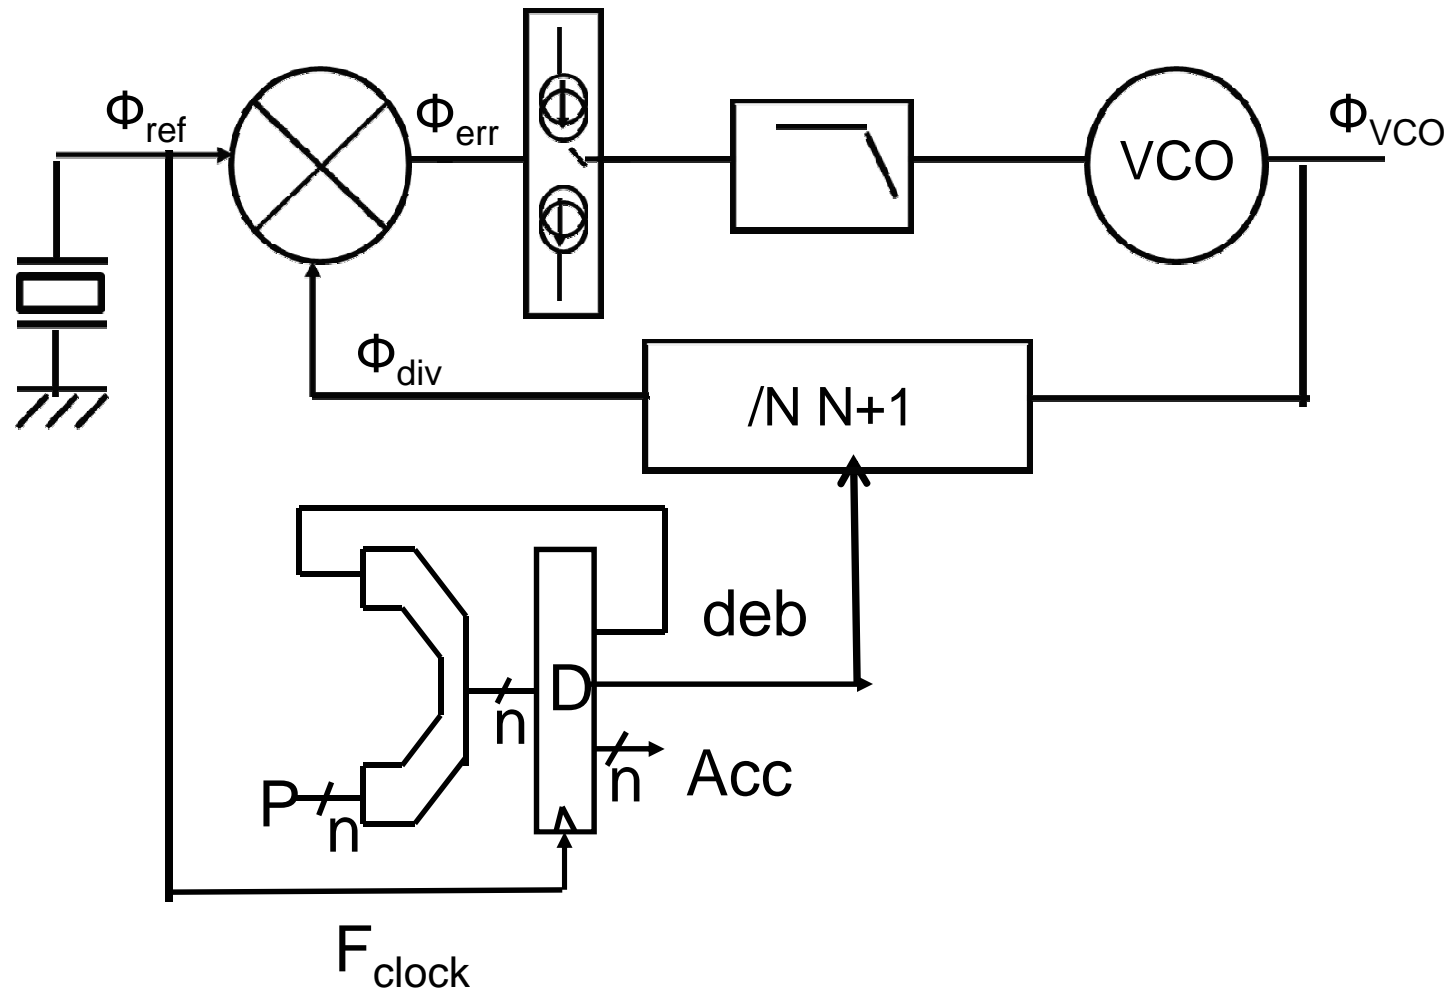 Φref
Φerr
VCO
ΦVCO
Φdiv
/N N+1
deb
D
n
Acc
n
P
n
Fclock